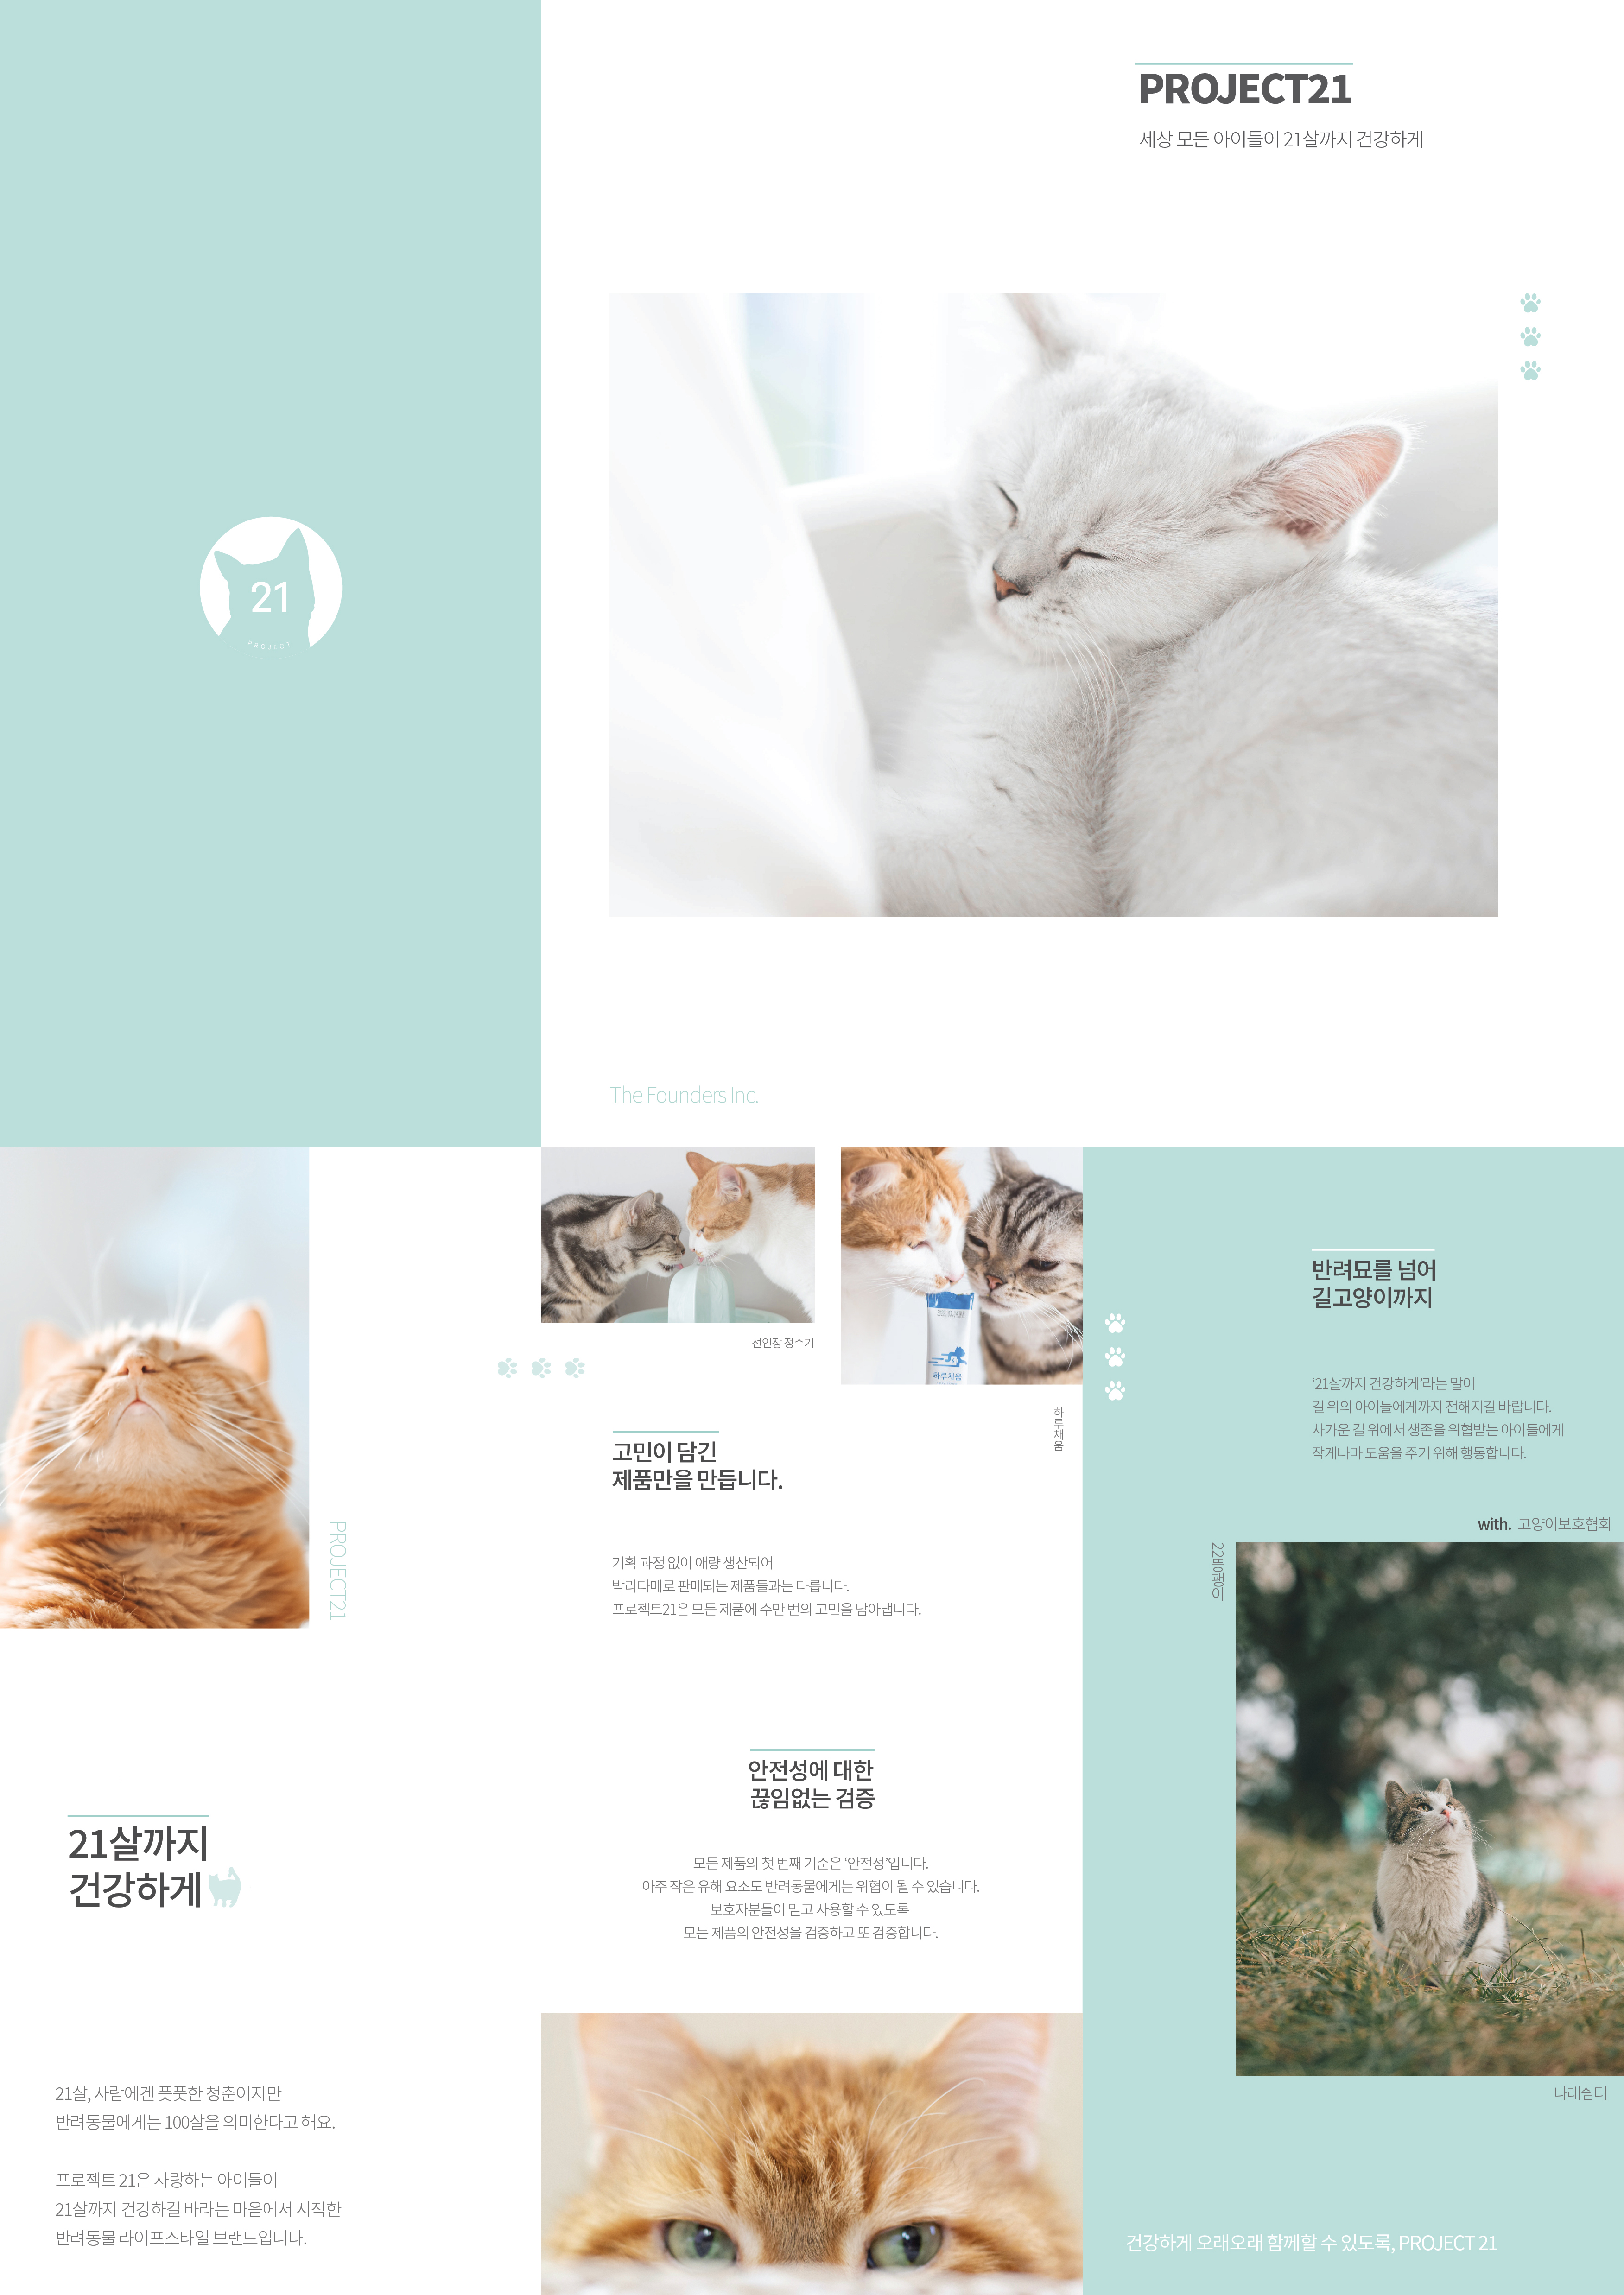 PROJECT21
세상 모든 아이들이 21살까지 건강하게
21
PROJECT
The Founders Inc.
PROJECT21
21살까지
건강하게
21살, 사람에겐 풋풋한 청춘이지만
반려동물에게는 100살을 의미한다고 해요.
프로젝트 21은 사랑하는 아이들이
21살까지 건강하길 바라는 마음에서 시작한
반려동물 라이프스타일 브랜드입니다.
선인장 정수기
하루채움
하루채움
고민이 담긴
제품만을 만듭니다.
기획 과정 없이 애량 생산되어
박리다매로 판매되는 제품들과는 다릅니다.
프로젝트21은 모든 제품에 수만 번의 고민을 담아냅니다.
안전성에 대한
끊임없는 검증
모든 제품의 첫 번째 기준은 ‘안전성’입니다.
아주 작은 유해 요소도 반려동물에게는 위협이 될 수 있습니다.
보호자분들이 믿고 사용할 수 있도록
모든 제품의 안전성을 검증하고 또 검증합니다.
반려묘를 넘어
길고양이까지
‘21살까지 건강하게’라는 말이
길 위의 아이들에게까지 전해지길 바랍니다.
차가운 길 위에서 생존을 위협받는 아이들에게
작게나마 도움을 주기 위해 행동합니다.
with. 고양이보호협회
나래쉼터
건강하게 오래오래 함께할 수 있도록, PROJECT 21